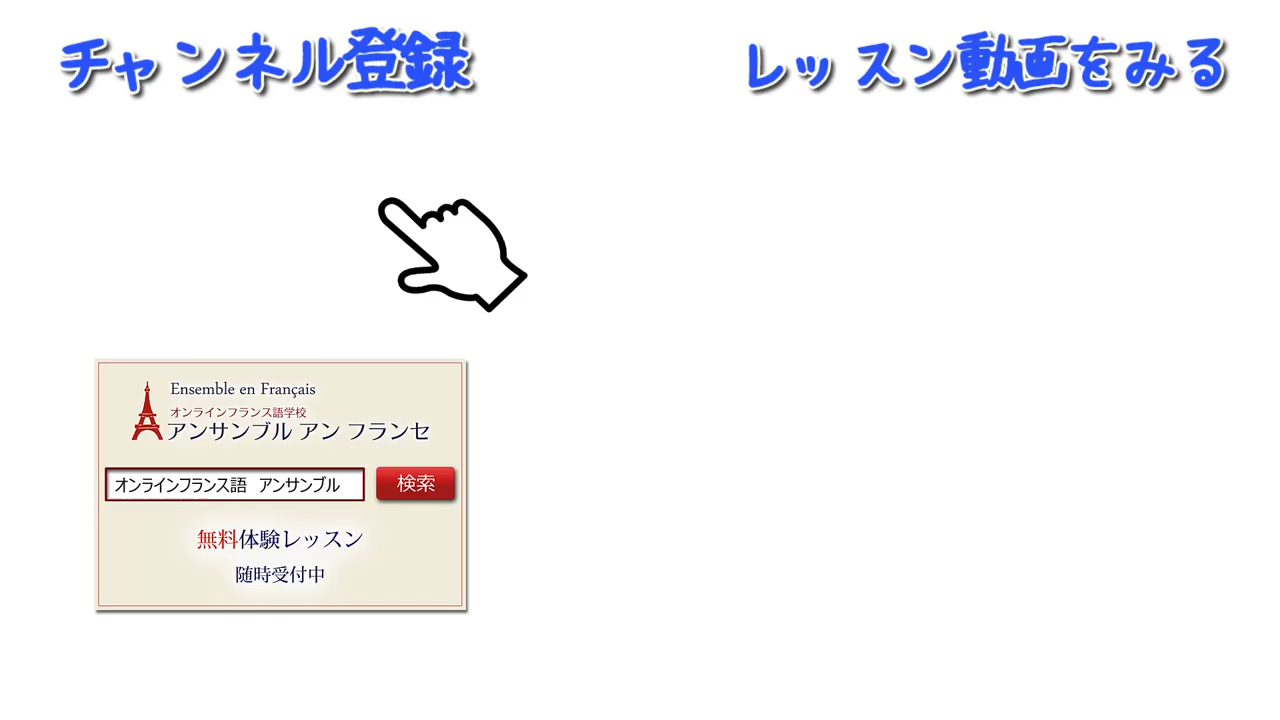 チャンネル登録
レッスン動画をみる
Ensemble en Français
オンラインフランス語学校
アンサンブル アン フランセ
オンラインフランス語 アンサンブル
検索
無料体験レッスン
随時受付中